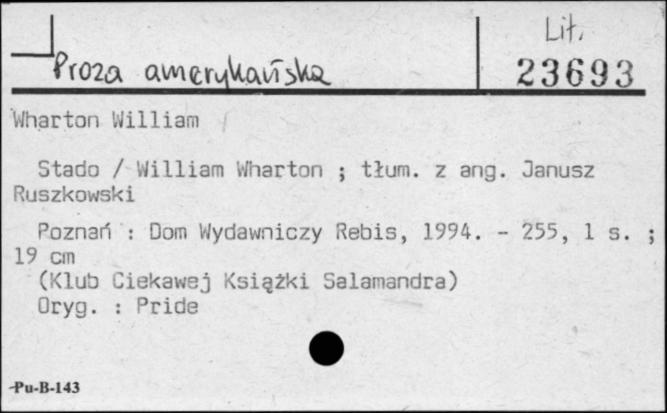 Lit.
Proza amerykańska
23693
Wharton William
Stado / William Wharton ; tłum. z ang. Janusz
Ruszkowski
Poznań : Dom Wydawniczy Rebis, 1994. - 255, 1 s. ;
19 cm
(Klub Ciekawej Książki Salamandra)
Oryg. : Pride
Pu-B-143